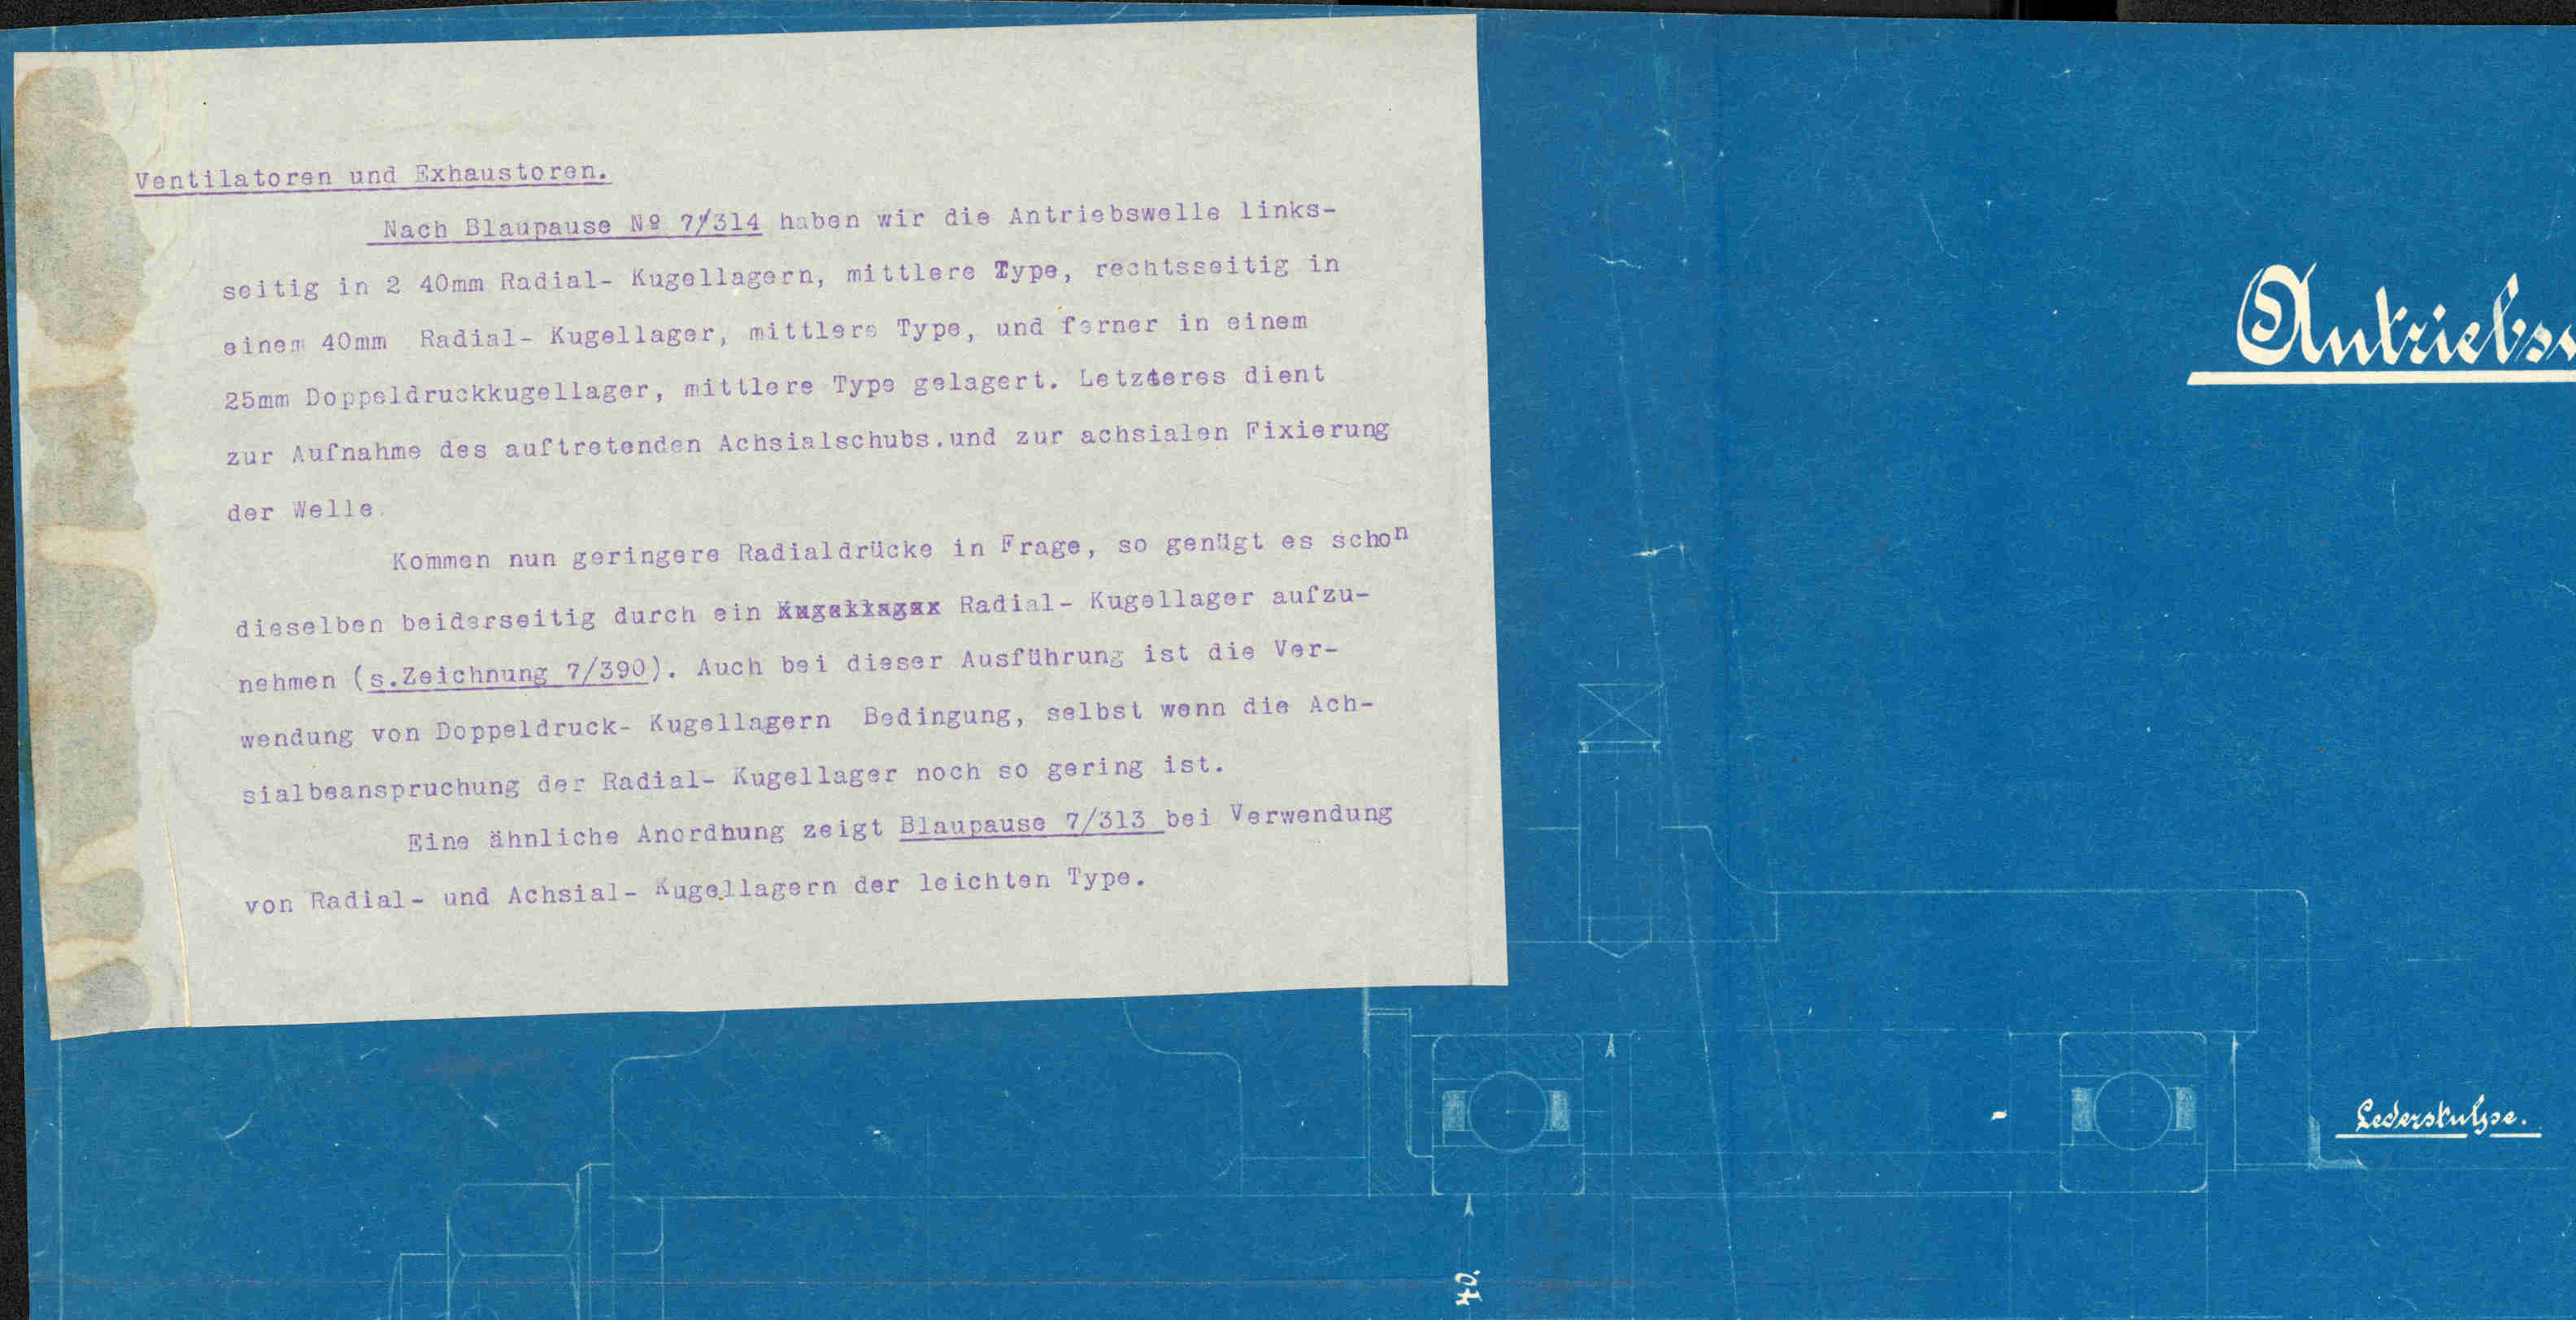 Ventilatoren und Exhaustoren.
Nach Blaupause Nº 7/314 haben wir die Antriebswelle links-
seitig in 2 40mm Radial- Kugellagern, mittlere Type, rechtsseitig in
einem 40mm Radial- Kugellager, mittlere Type, und ferner in einem
25mm Doppeldruckkugellager, mittlere Type gelagert. Letzteres dient
zur Aufnahme des auftretenden Achsialschubs.und zur achsialen Fixierung
der Welle.
Kommen nun geringere Radialdrücke in Frage, so genügt es schon
dieselben beiderseitig durch ein Kugellager Radial- Kugellager aufzu-
nehmen (s.Zeichnung 7/390). Auch bei dieser Ausführung ist die Ver-
wendung von Doppeldruck- Kugellagern Bedingung, selbst wenn die Ach-
sialbeanspruchung der Radial- Kugellager noch so gering ist.
Eine ähnliche Anordhung zeigt Blaupause 7/313 bei Verwendung
von Radial- und Achsial- Kugellagern der leichten Type.
Antriebs
Lederstulpe.
40.